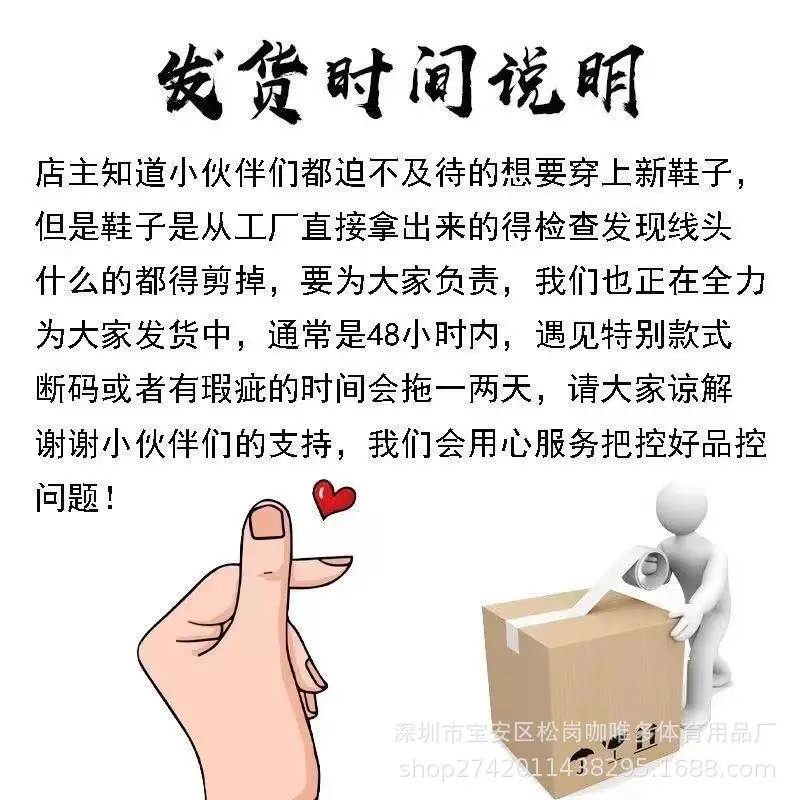 发货时间说明
店主知道小伙伴们都迫不及待的想要穿上新鞋子，
但是鞋子是从工厂直接拿出来的得检查发现线头
什么的都得剪掉，要为大家负责，我们也正在全力
为大家发货中，通常是48小时内，遇见特别款式
断码或者有瑕疵的时间会拖一两天，请大家谅解
谢谢小伙伴们的支持，我们会用心服务把控好品控
问题！
深圳市宝安区松岗咖唯多体育用品厂
shop2742011438295.1688.com